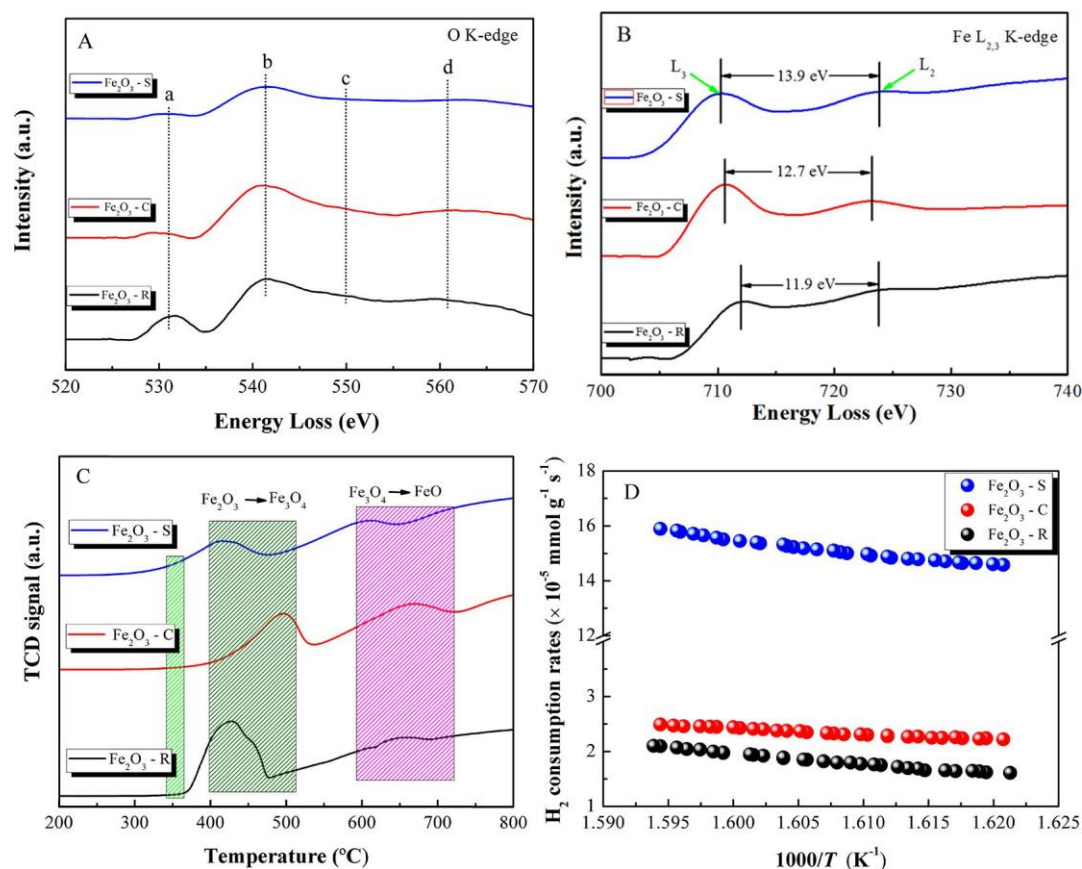 A
O K-edge
Fe₂O₃ - S
a
b
c
d
Fe₂O₃ - C
Fe₂O₃ - R
Intensity (a.u.)
520 530 540 550 560 570
Energy Loss (eV)
B
Fe L₂,₃ K-edge
L₃
13.9 eV
L₂
Fe₂O₃ - S
12.7 eV
Fe₂O₃ - C
11.9 eV
Fe₂O₃ - R
Intensity (a.u.)
700 710 720 730 740
Energy Loss (eV)
C
Fe₂O₃ → Fe₃O₄
Fe₃O₄ → FeO
Fe₂O₃ - S
Fe₂O₃ - C
Fe₂O₃ - R
TCD signal (a.u.)
200 300 400 500 600 700 800
Temperature (ºC)
D
Fe₂O₃ - S
Fe₂O₃ - C
Fe₂O₃ - R
H₂ consumption rates (× 10⁻⁵ mmol g⁻¹ s⁻¹)
18
16
14
12
3
2
1
1.590 1.595 1.600 1.605 1.610 1.615 1.620 1.625
1000/T (K⁻¹)